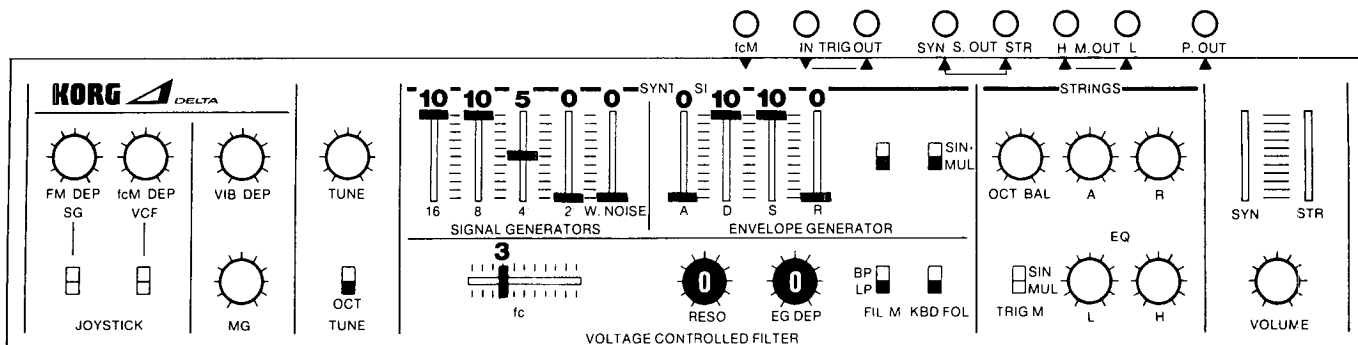 fcM IN TRIG OUT SYN S. OUT STR H M. OUT L P. OUT
KORG DELTA
SYNT SI
STRINGS
10 10 5 0 0 0 10 10 0
FM DEP fcM DEP VIB DEP TUNE
SG VCF
16 8 4 2 W. NOISE A D S R
SIN·
MUL
OCT BAL A R
SYN STR
SIGNAL GENERATORS ENVELOPE GENERATOR
EQ
3
fc
0 0
RESO EG DEP
BP
LP
FIL M KBD FOL
SIN
MUL
TRIG M L H
OCT
JOYSTICK MG TUNE
VOLUME
VOLTAGE CONTROLLED FILTER